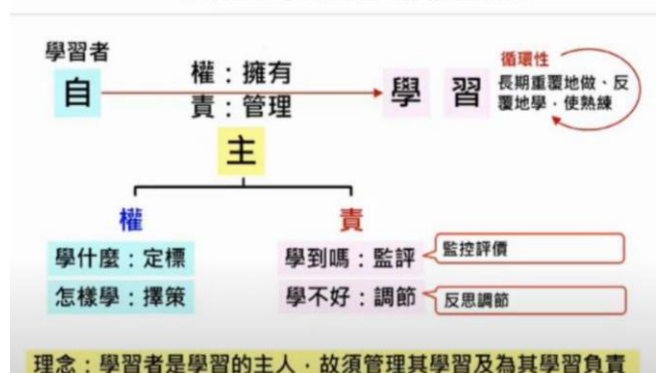 學習者
自
權：擁有
責：管理
主
學 習
循環性
長期重覆地做、反
覆地學，使熟練
權
學什麼：定標
怎樣學：擇策
責
學到嗎：監評
監控評價
學不好：調節
反思調節
理念：學習者是學習的主人，故須管理其學習及為其學習負責